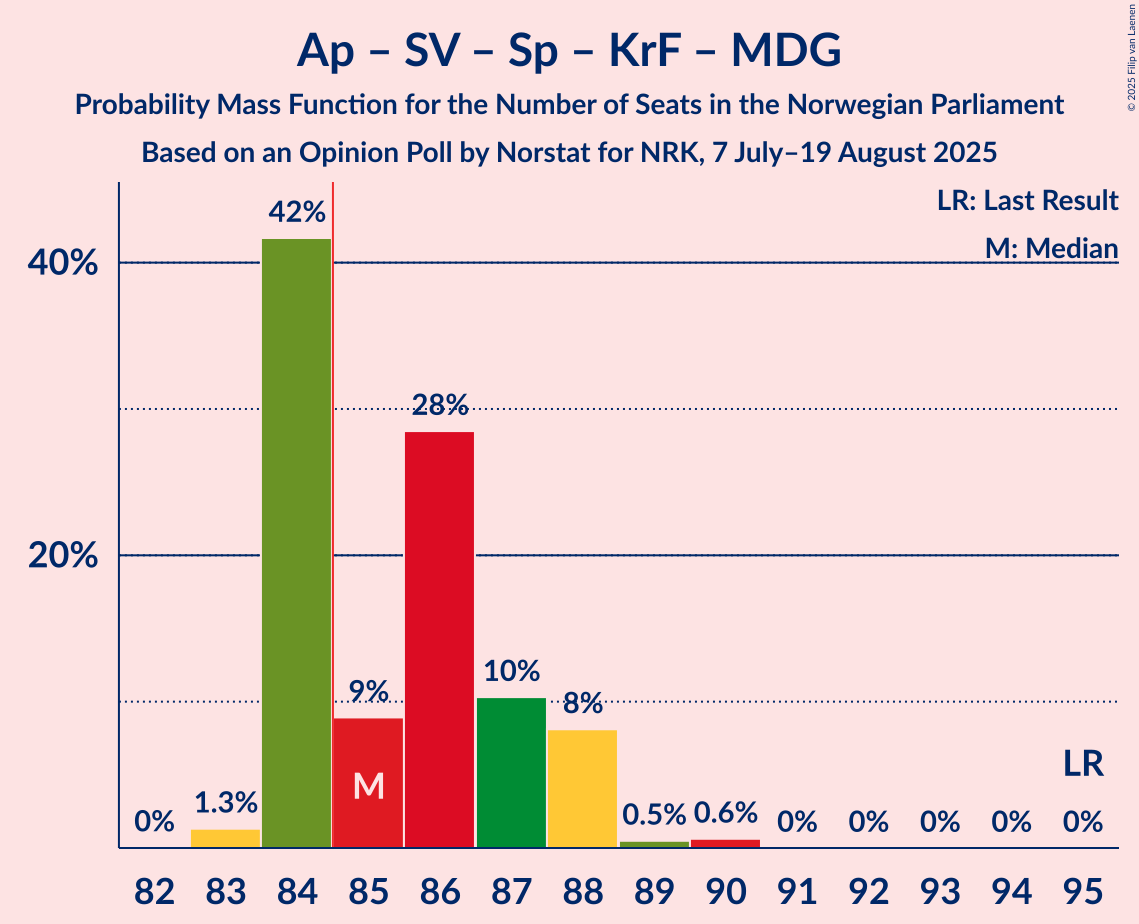 Ap – SV – Sp – KrF – MDG
Probability Mass Function for the Number of Seats in the Norwegian Parliament
Based on an Opinion Poll by Norstat for NRK, 7 July–19 August 2025
© 2025 Filip van Laenen
LR: Last Result
M: Median
40%
20%
0%
1.3%
42%
9%
28%
10%
8%
0.5%
0.6%
0%
0%
0%
0%
0%
M
LR
82 83 84 85 86 87 88 89 90 91 92 93 94 95